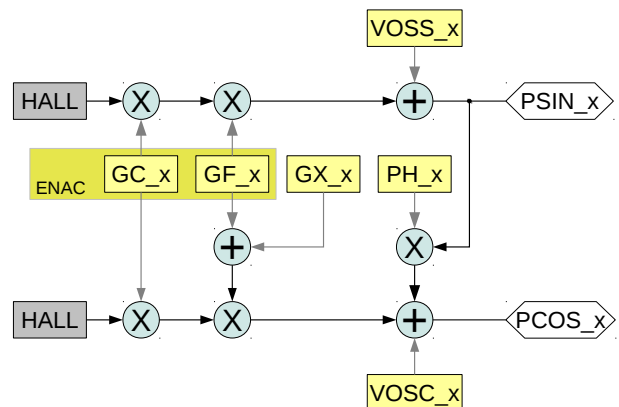 VOSS_x
HALL
X
X
+
PSIN_x
ENAC
GC_x
GF_x
GX_x
PH_x
+
X
HALL
X
X
+
PCOS_x
VOSC_x